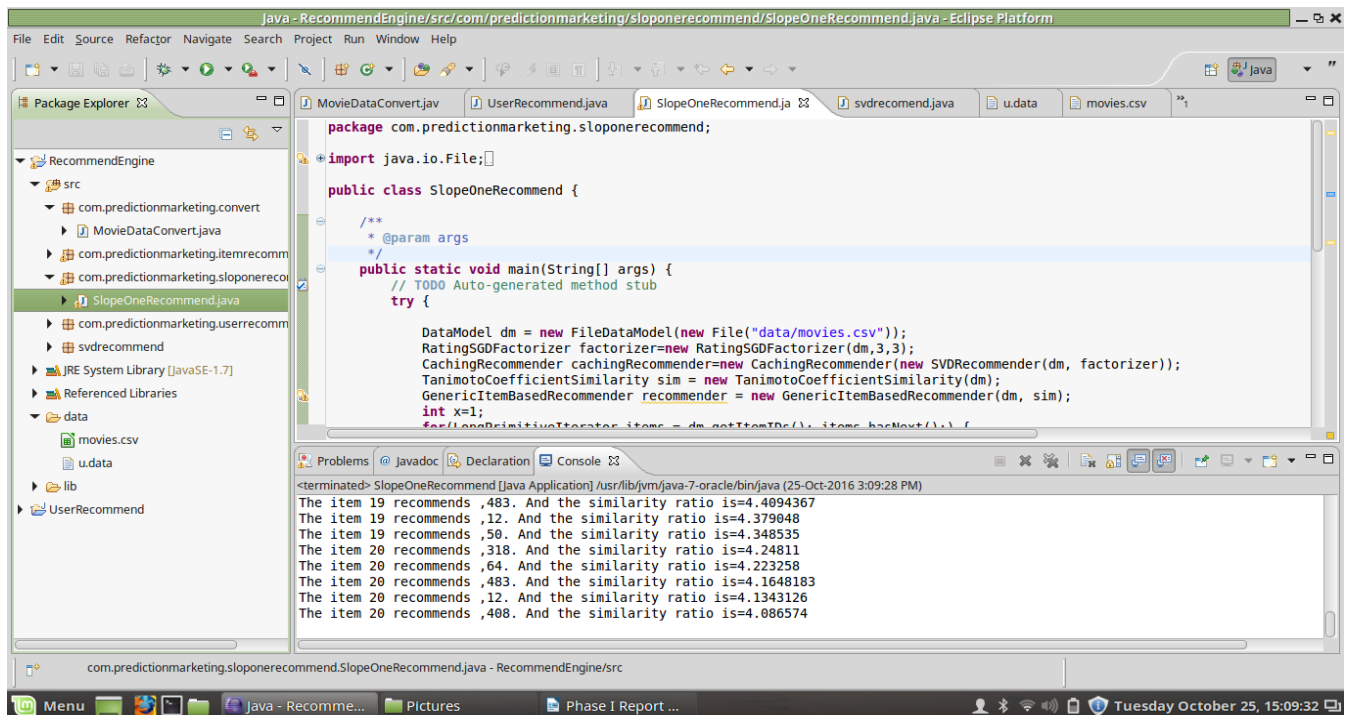 Java - RecommendEngine/src/com/predictionmarketing/sloponerecommend/SlopeOneRecommend.java - Eclipse Platform
File Edit Source Refactor Navigate Search Project Run Window Help
Java
Package Explorer
RecommendEngine
src
com.predictionmarketing.convert
MovieDataConvert.java
com.predictionmarketing.itemrecomm
com.predictionmarketing.sloponerecor
SlopeOneRecommend.java
com.predictionmarketing.userrecomm
svdrecommend
JRE System Library [JavaSE-1.7]
Referenced Libraries
data
movies.csv
u.data
lib
UserRecommend
MovieDataConvert.jav UserRecommend.java SlopeOneRecommend.ja svdrecomend.java u.data movies.csv »1
package com.predictionmarketing.sloponerecommend;
import java.io.File;
public class SlopeOneRecommend {
/**
* @param args
*/
public static void main(String[] args) {
// TODO Auto-generated method stub
try {
DataModel dm = new FileDataModel(new File("data/movies.csv"));
RatingSGDFactorizer factorizer=new RatingSGDFactorizer(dm,3,3);
CachingRecommender cachingRecommender=new CachingRecommender(new SVDRecommender(dm, factorizer));
TanimotoCoefficientSimilarity sim = new TanimotoCoefficientSimilarity(dm);
GenericItemBasedRecommender recommender = new GenericItemBasedRecommender(dm, sim);
int x=1;
for(LongPrimitiveIterator items = dm.getItemIDs(); items.hasNext();) {
Problems @ Javadoc Declaration Console
<terminated> SlopeOneRecommend [Java Application] /usr/lib/jvm/java-7-oracle/bin/java (25-Oct-2016 3:09:28 PM)
The item 19 recommends ,483. And the similarity ratio is=4.4094367
The item 19 recommends ,12. And the similarity ratio is=4.379048
The item 19 recommends ,50. And the similarity ratio is=4.348535
The item 20 recommends ,318. And the similarity ratio is=4.24811
The item 20 recommends ,64. And the similarity ratio is=4.223258
The item 20 recommends ,483. And the similarity ratio is=4.1648183
The item 20 recommends ,12. And the similarity ratio is=4.1343126
The item 20 recommends ,408. And the similarity ratio is=4.086574
com.predictionmarketing.sloponerecommend.SlopeOneRecommend.java - RecommendEngine/src
Menu Java - Recomme... Pictures Phase I Report ... Tuesday October 25, 15:09:32